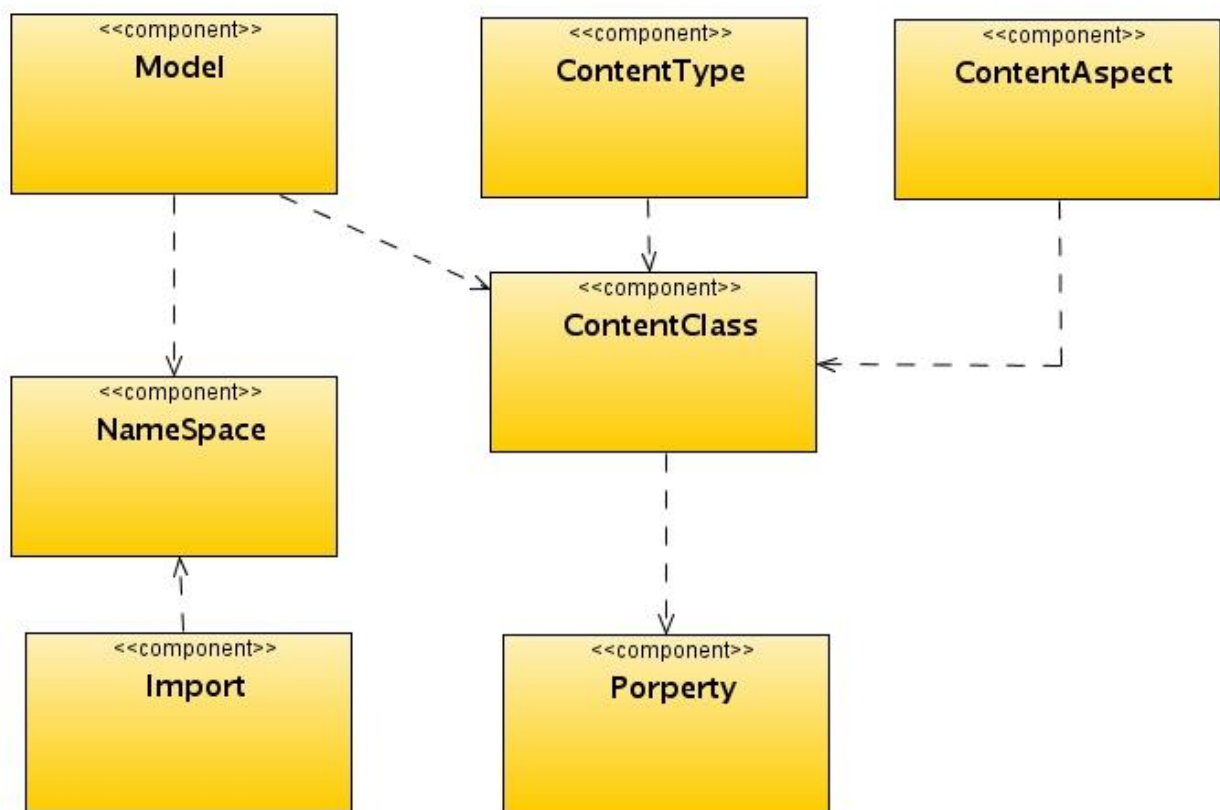 <<component>>
Model
<<component>>
ContentType
<<component>>
ContentAspect
<<component>>
ContentClass
<<component>>
NameSpace
<<component>>
Import
<<component>>
Porperty